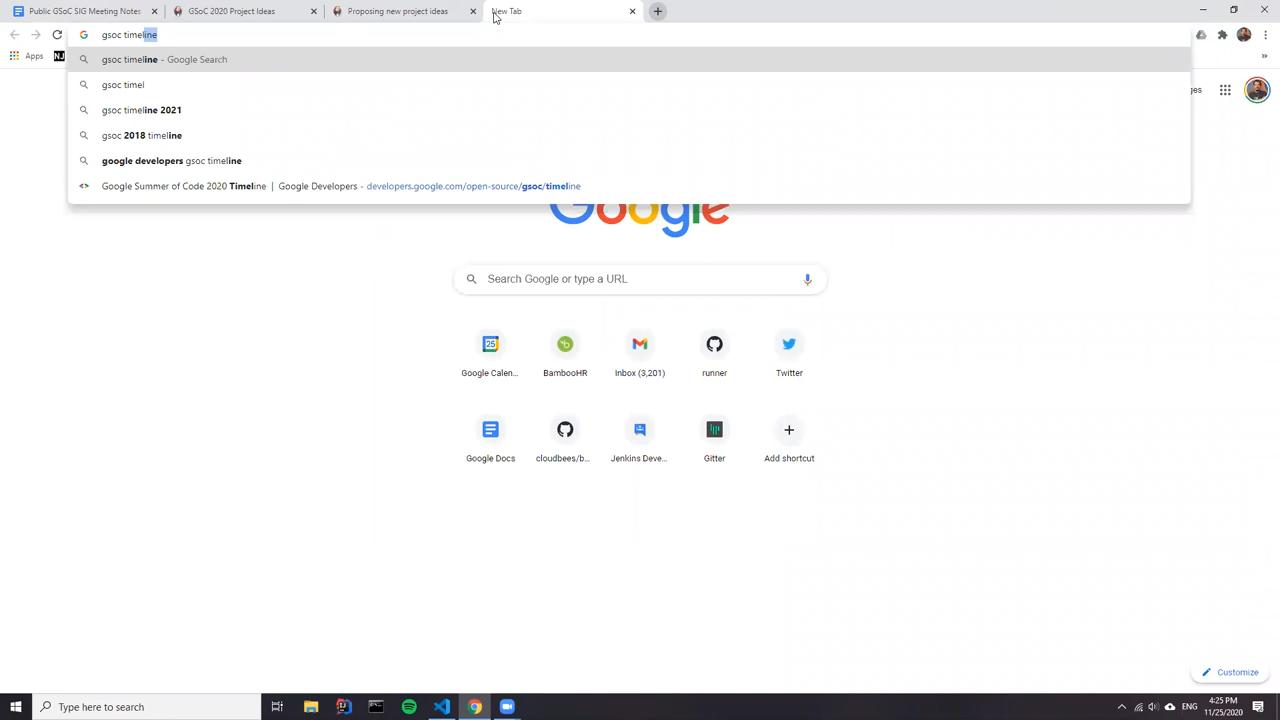 Public GSoC SIG Meeting Notes
GSoC 2020 Project Ideas
Proposing new project ideas
New Tab
gsoc timeline
Apps
NJ
gsoc timeline - Google Search
gsoc timel
gsoc timeline 2021
gsoc 2018 timeline
google developers gsoc timeline
Google Summer of Code 2020 Timeline | Google Developers - developers.google.com/open-source/gsoc/timeline
ges
Google
Search Google or type a URL
25
Google Calen...
BambooHR
Inbox (3,201)
runner
Twitter
Google Docs
cloudbees/b...
Jenkins Deve...
Gitter
Add shortcut
Customize
Type here to search
ENG
4:25 PM
11/25/2020